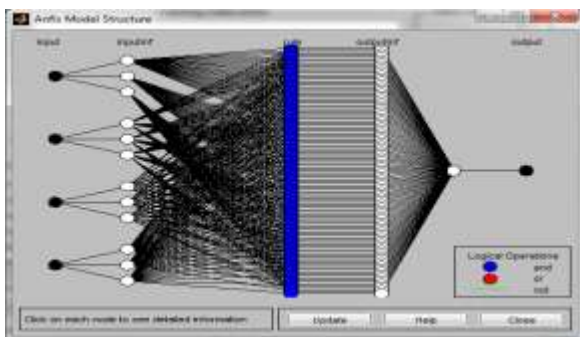 Anfis Model Structure
input
inputmf
rule
outputmf
output
Logical Operations
and
or
not
Click on each node to see detailed information
Update
Help
Close